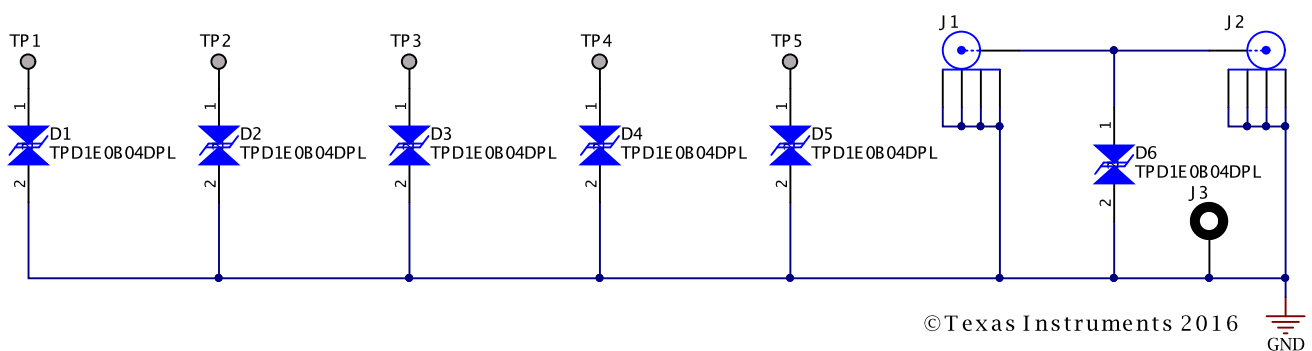 TP1 TP2 TP3 TP4 TP5 J1 J2
1 1 1 1 1 1
D1 D2 D3 D4 D5 D6
TPD1E0B04DPL TPD1E0B04DPL TPD1E0B04DPL TPD1E0B04DPL TPD1E0B04DPL TPD1E0B04DPL
2 2 2 2 2 2 J3
©Texas Instruments 2016
GND